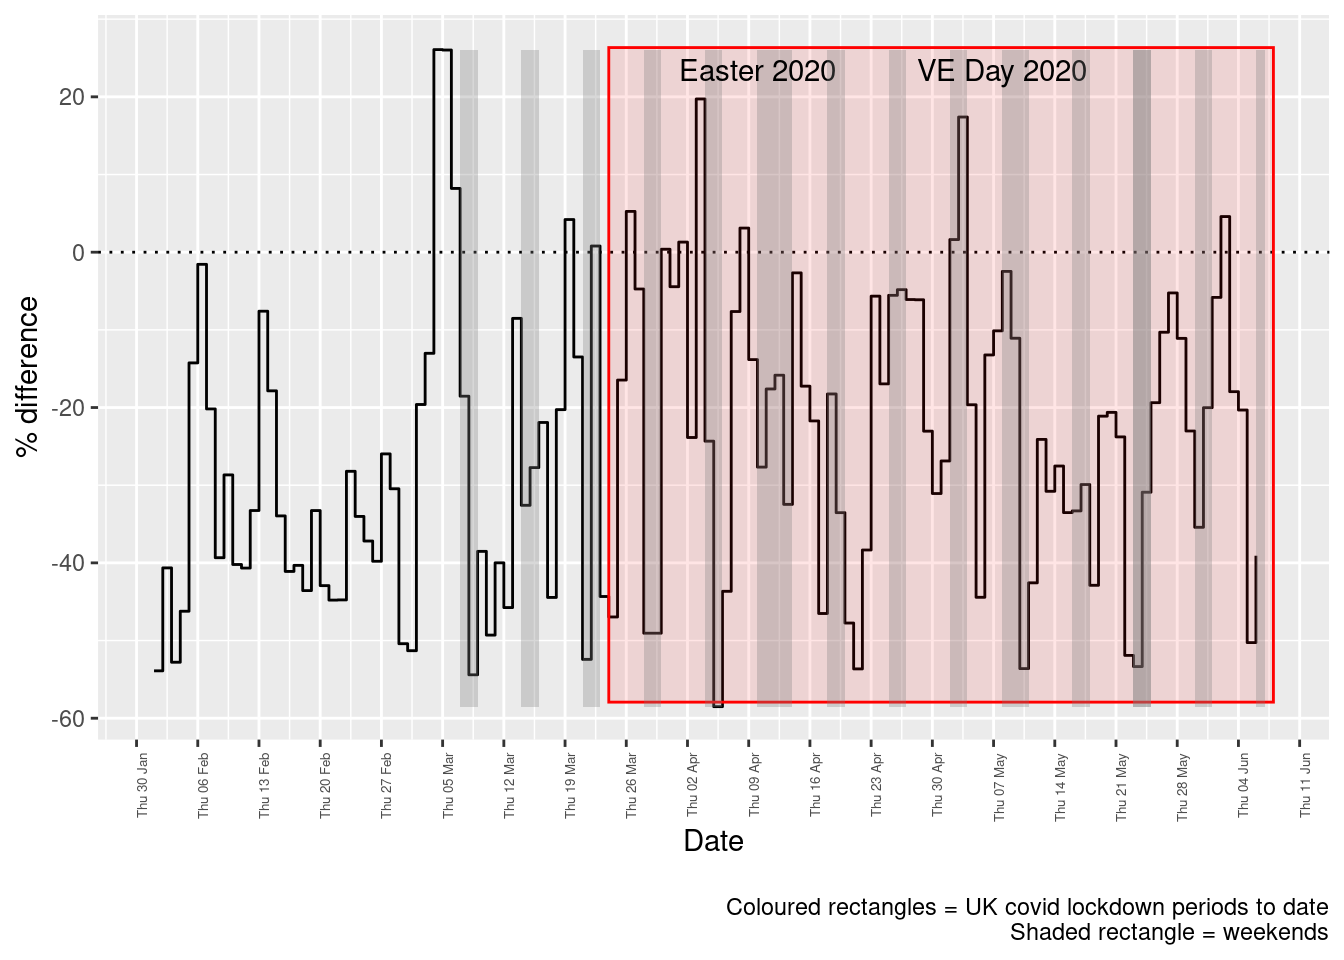 Easter 2020
VE Day 2020
20
0
-20
-40
-60
% difference
Thu 30 Jan
Thu 06 Feb
Thu 13 Feb
Thu 20 Feb
Thu 27 Feb
Thu 05 Mar
Thu 12 Mar
Thu 19 Mar
Thu 26 Mar
Thu 02 Apr
Thu 09 Apr
Thu 16 Apr
Thu 23 Apr
Thu 30 Apr
Thu 07 May
Thu 14 May
Thu 21 May
Thu 28 May
Thu 04 Jun
Thu 11 Jun
Date
Coloured rectangles = UK covid lockdown periods to date
Shaded rectangle = weekends